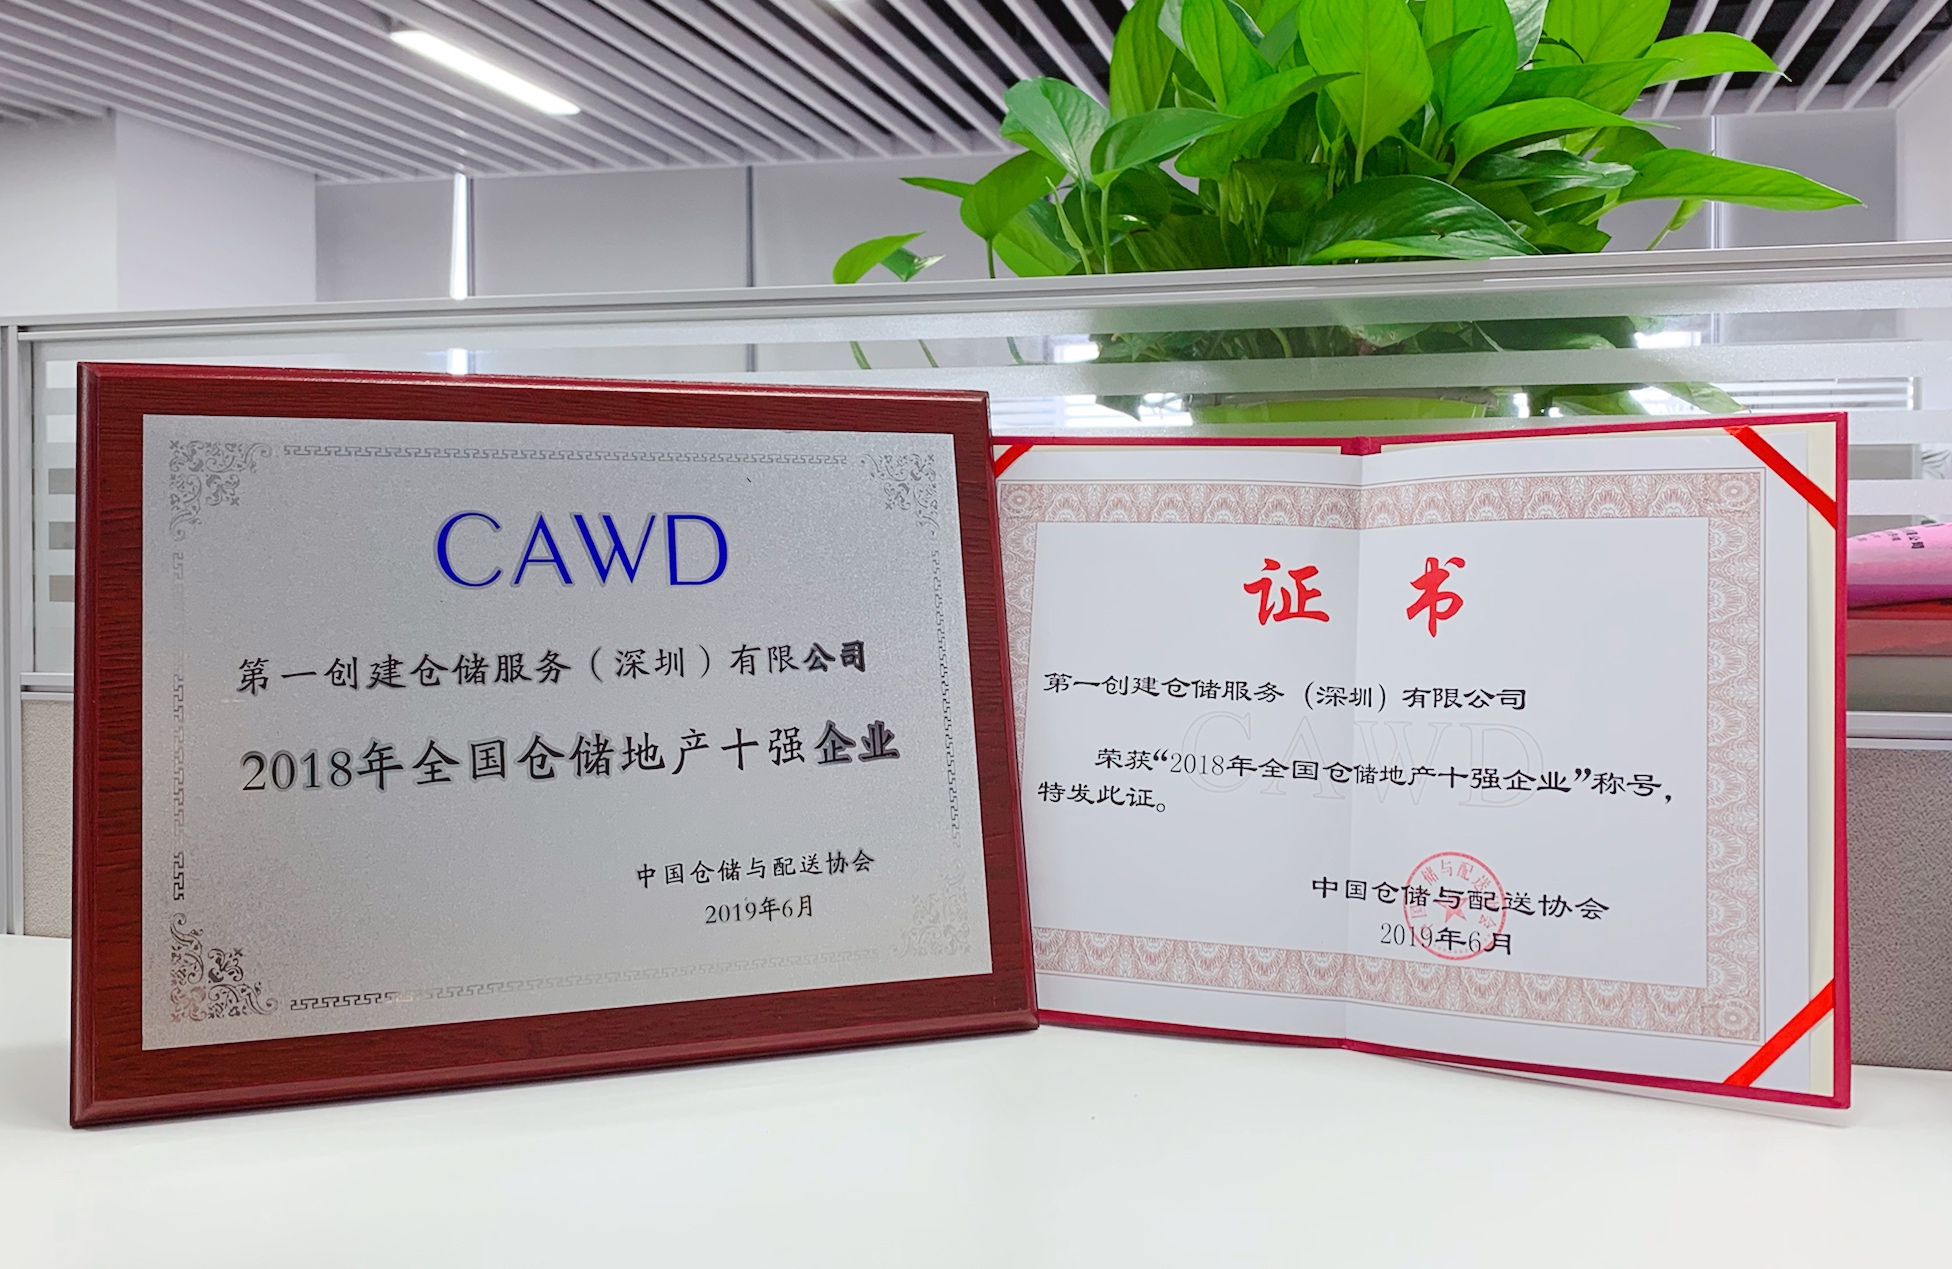 CAWD
第一创建仓储服务（深圳）有限公司
2018年全国仓储地产十强企业
中国仓储与配送协会
2019年6月
证书
第一创建仓储服务（深圳）有限公司
荣获“2018年全国仓储地产十强企业”称号，
特发此证。
CAWD
中国仓储与配送协会
2019年6月